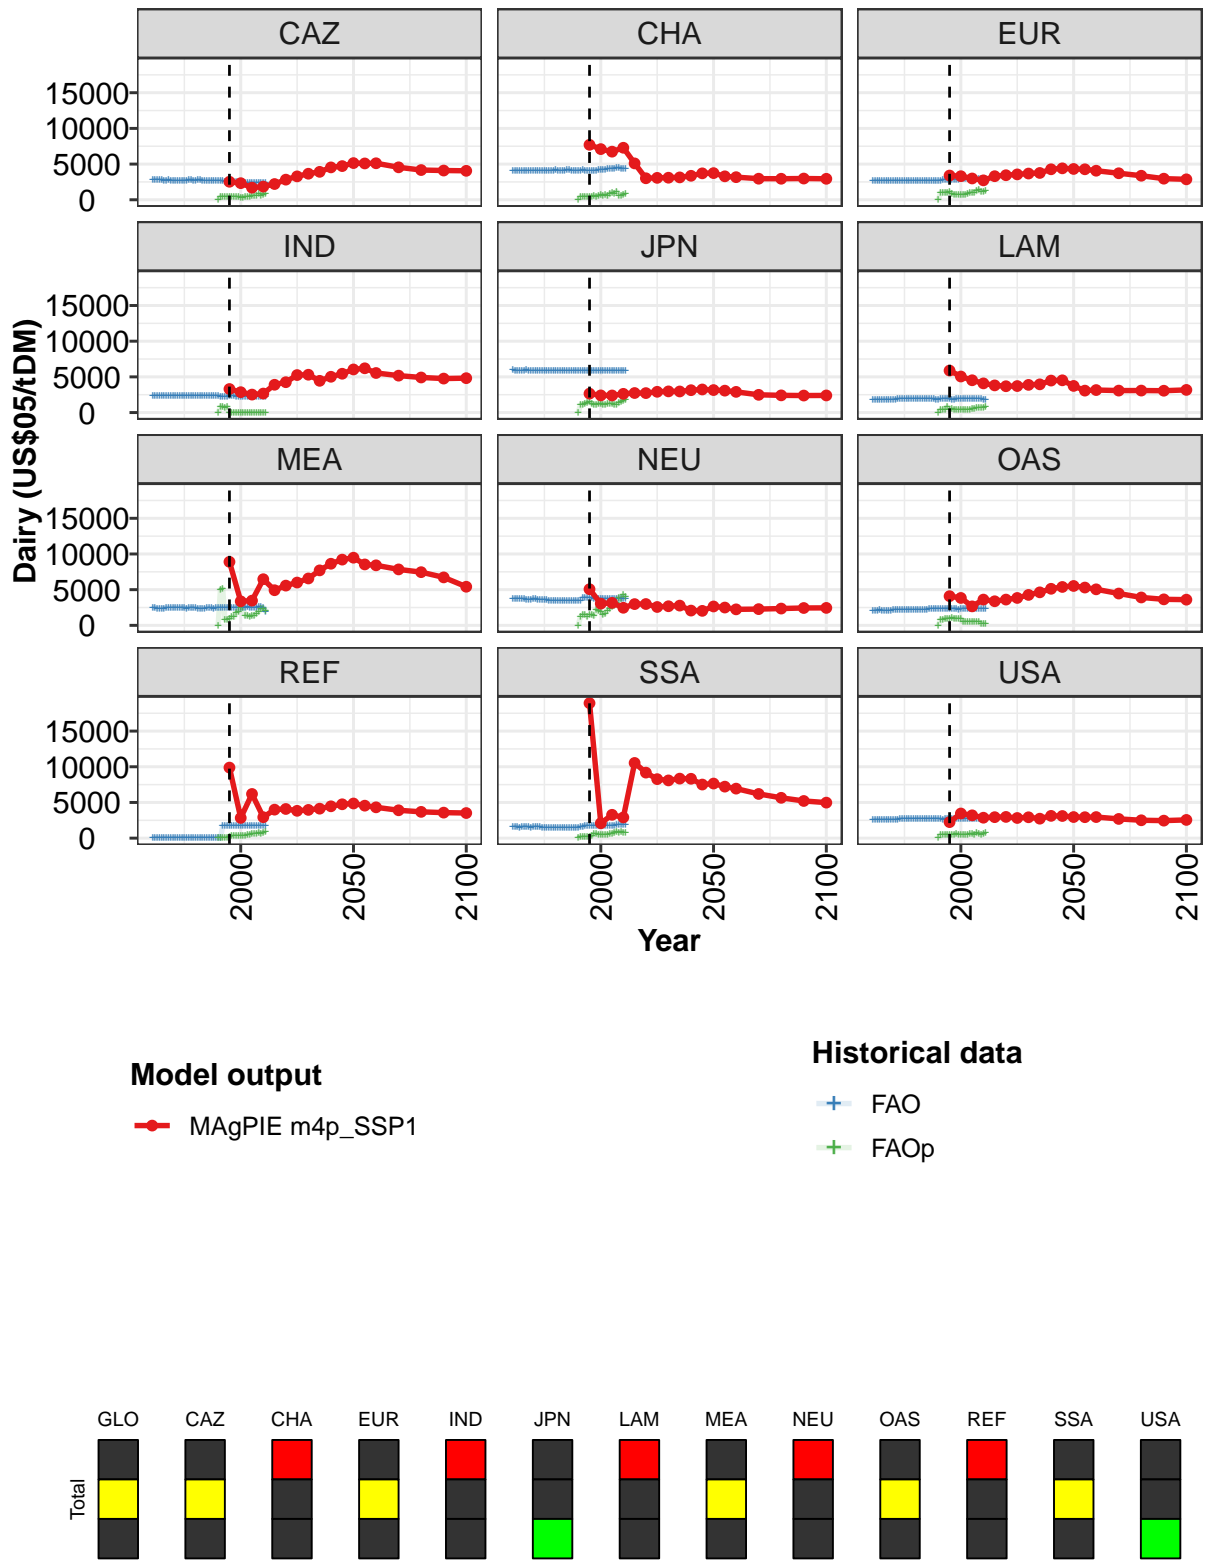 CAZ CHA EUR
15000
10000
5000
0
IND JPN LAM
15000
10000
5000
0
MEA NEU OAS
15000
10000
5000
0
REF SSA USA
15000
10000
5000
0
2000 2050 2100 2000 2050 2100 2000 2050 2100
Year
Dairy (US$05/tDM)
Model output
MAgPIE m4p_SSP1
Historical data
FAO
FAOp
GLO CAZ CHA EUR IND JPN LAM MEA NEU OAS REF SSA USA
Total